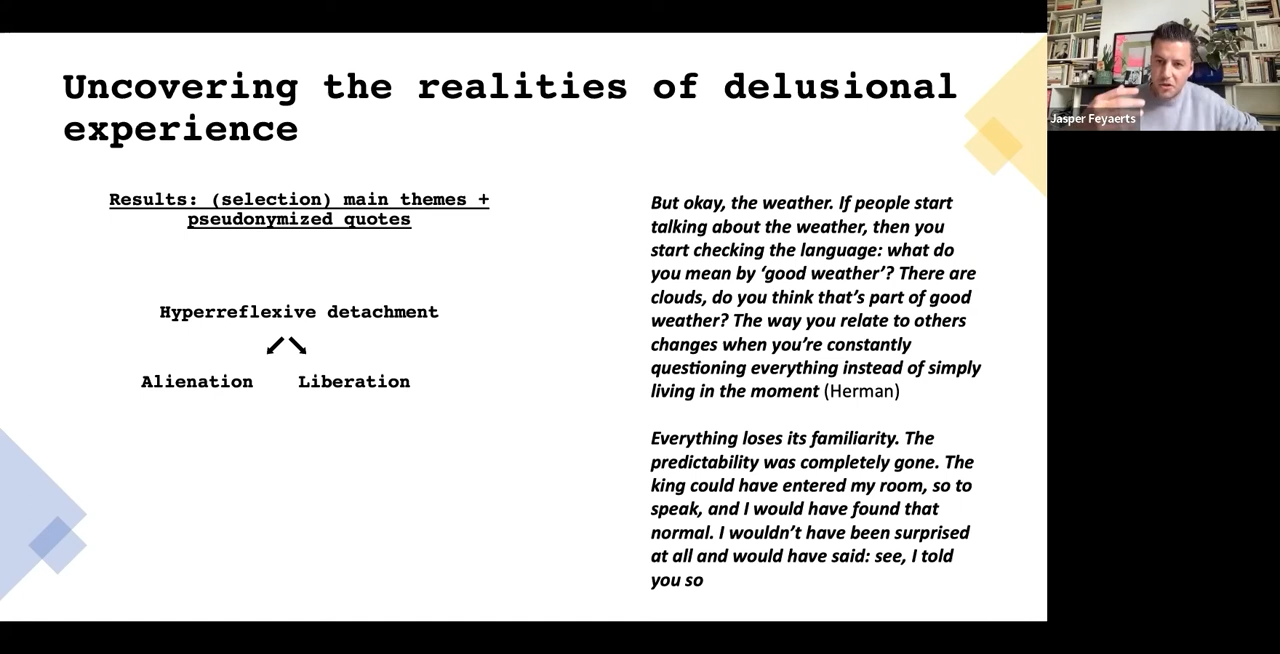 Uncovering the realities of delusional
experience
Results: (selection) main themes +
pseudonymized quotes
Hyperreflexive detachment
Alienation
Liberation
But okay, the weather. If people start
talking about the weather, then you
start checking the language: what do
you mean by ‘good weather’? There are
clouds, do you think that’s part of good
weather? The way you relate to others
changes when you’re constantly
questioning everything instead of simply
living in the moment (Herman)
Everything loses its familiarity. The
predictability was completely gone. The
king could have entered my room, so to
speak, and I would have found that
normal. I wouldn’t have been surprised
at all and would have said: see, I told
you so
Jasper Feyaerts